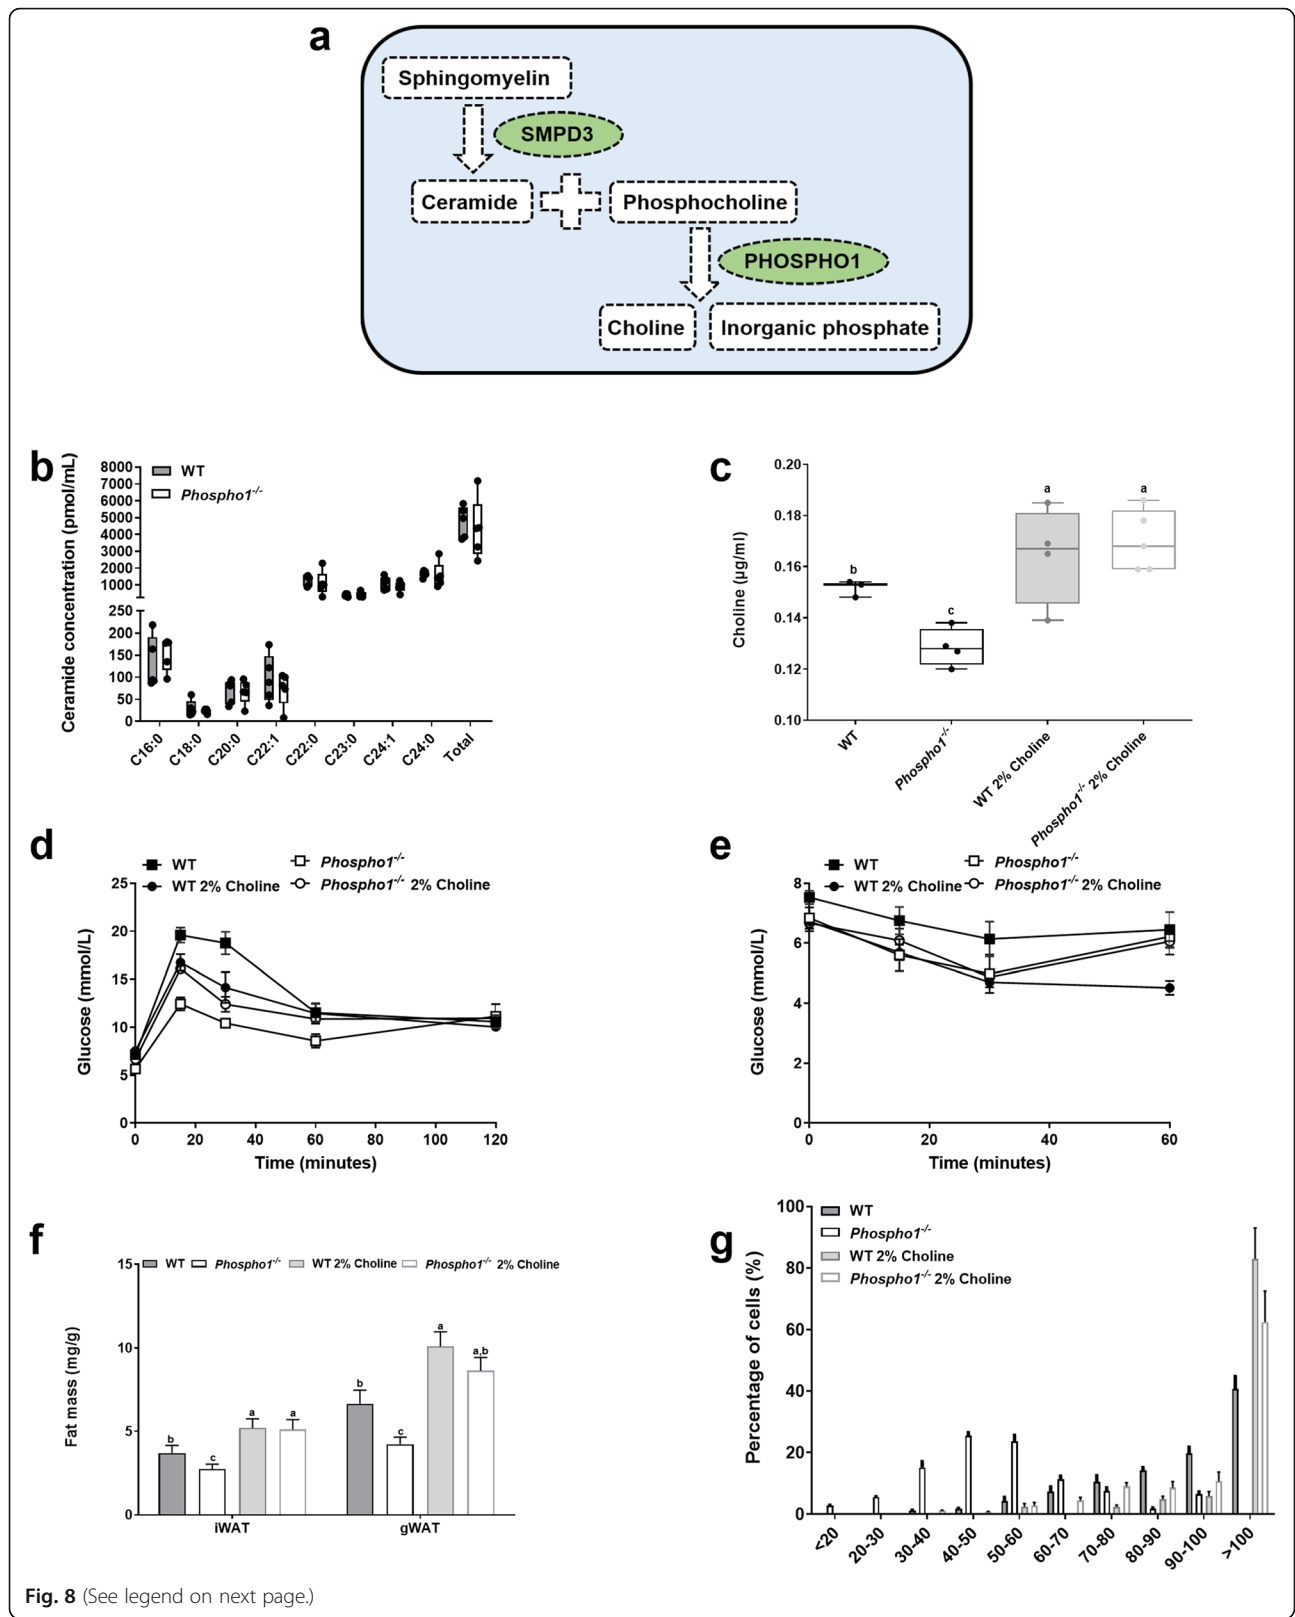 a
Sphingomyelin
SMPD3
Ceramide
Phosphocholine
PHOSPHO1
Choline
Inorganic phosphate
b
Ceramide concentration (pmol/mL)
WT
Phospho1-/-
8000
7000
6000
5000
4000
3000
2000
1000
250
200
150
100
50
0
C16:0
C18:0
C20:0
C22:1
C22:0
C23:0
C24:1
C24:0
Total
c
Choline (µg/ml)
0.20
0.18
0.16
0.14
0.12
0.10
b
c
a
a
WT
Phospho1-/-
WT 2% Choline
Phospho1-/- 2% Choline
d
WT
Phospho1-/-
WT 2% Choline
Phospho1-/- 2% Choline
Glucose (mmol/L)
25
20
15
10
5
0
0 20 40 60 80 100 120
Time (minutes)
e
WT
Phospho1-/-
WT 2% Choline
Phospho1-/- 2% Choline
Glucose (mmol/L)
8
6
4
2
0
0 20 40 60
Time (minutes)
f
WT Phospho1-/- WT 2% Choline Phospho1-/- 2% Choline
Fat mass (mg/g)
15
10
5
0
b
c
a
a
b
c
a
a,b
iWAT gWAT
g
WT
Phospho1-/-
WT 2% Choline
Phospho1-/- 2% Choline
Percentage of cells (%)
100
80
60
40
20
0
<20
20-30
30-40
40-50
50-60
60-70
70-80
80-90
90-100
>100
Fig. 8 (See legend on next page.)